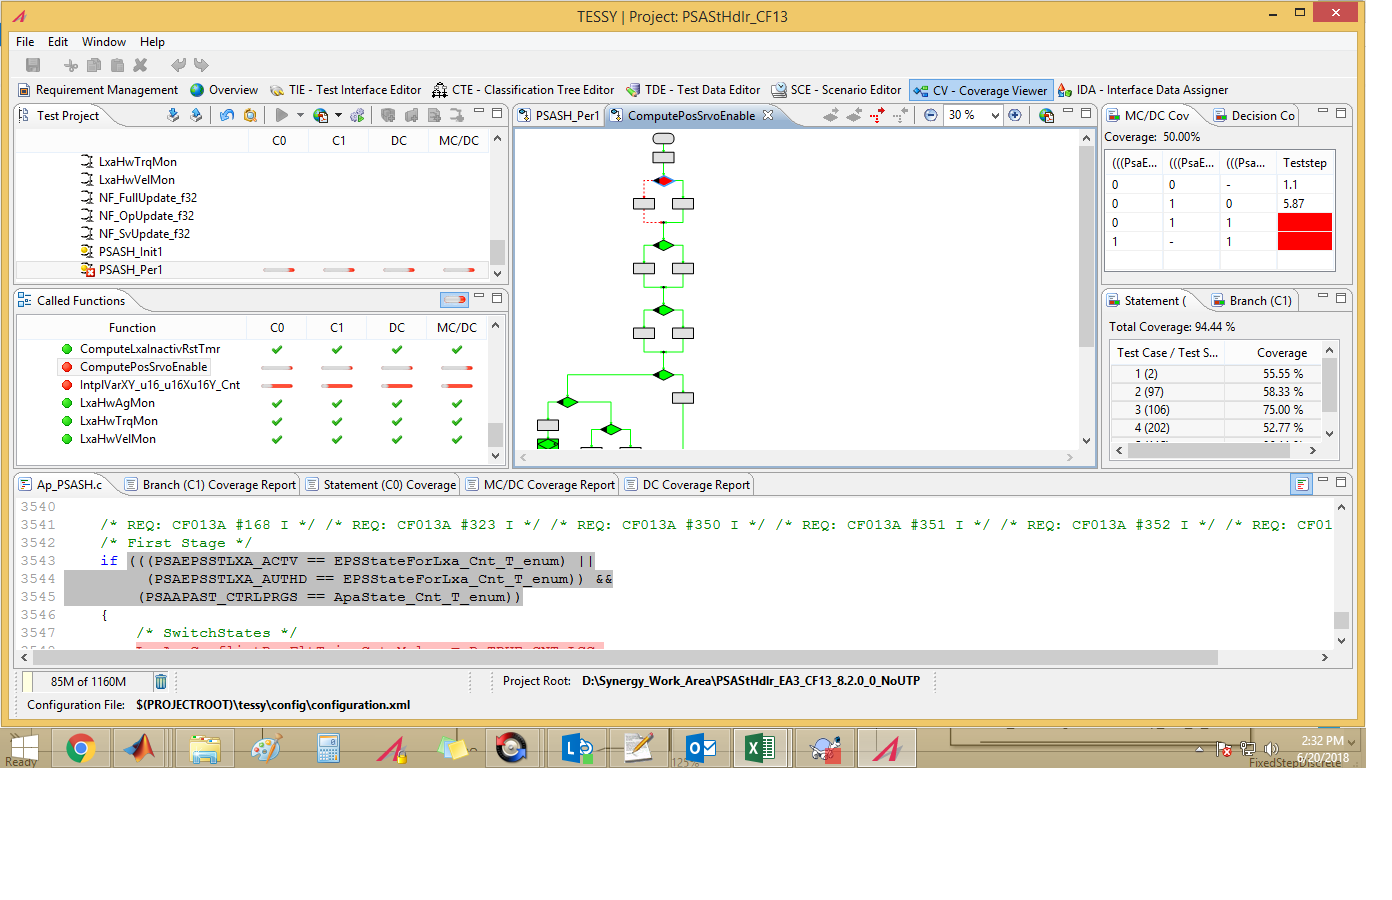 TESSY | Project: PSAStHdlr_CF13
File Edit Window Help
Requirement Management Overview TIE - Test Interface Editor CTE - Classification Tree Editor TDE - Test Data Editor SCE - Scenario Editor CV - Coverage Viewer IDA - Interface Data Assigner
Test Project
C0 C1 DC MC/DC
LxaHwTrqMon
LxaHwVelMon
NF_FullUpdate_f32
NF_OpUpdate_f32
NF_SvUpdate_f32
PSASH_Init1
PSASH_Per1
Called Functions
Function C0 C1 DC MC/DC
ComputeLxaInactivRstTmr
ComputePosSrvoEnable
IntplVarXY_u16_u16Xu16Y_Cnt
LxaHwAgMon
LxaHwTrqMon
LxaHwVelMon
PSASH_Per1 ComputePosSrvoEnable 30 %
MC/DC Cov Decision Co
Coverage: 50.00%
(((PsaE... (((PsaE... (((Psa... Teststep
0 0 - 1.1
0 1 0 5.87
0 1 1
1 - 1
Statement ( Branch (C1)
Total Coverage: 94.44 %
Test Case / Test S... Coverage
1 (2) 55.55 %
2 (97) 58.33 %
3 (106) 75.00 %
4 (202) 52.77 %
Ap_PSASH.c Branch (C1) Coverage Report Statement (C0) Coverage MC/DC Coverage Report DC Coverage Report
3540
3541 /* REQ: CF013A #168 I */ /* REQ: CF013A #323 I */ /* REQ: CF013A #350 I */ /* REQ: CF013A #351 I */ /* REQ: CF013A #352 I */ /* REQ: CF01
3542 /* First Stage */
3543 if (((PSAEPSSTLXA_ACTV == EPSStateForLxa_Cnt_T_enum) ||
3544 (PSAEPSSTLXA_AUTHD == EPSStateForLxa_Cnt_T_enum)) &&
3545 (PSAAPAST_CTRLPRGS == ApaState_Cnt_T_enum))
3546 {
3547 /* SwitchStates */
85M of 1160M Project Root: D:\Synergy_Work_Area\PSAStHdlr_EA3_CF13_8.2.0_0_NoUTP
Configuration File: $(PROJECTROOT)\tessy\config\configuration.xml
2:32 PM
6/20/2018
Ready 125% FixedStepDiscrete